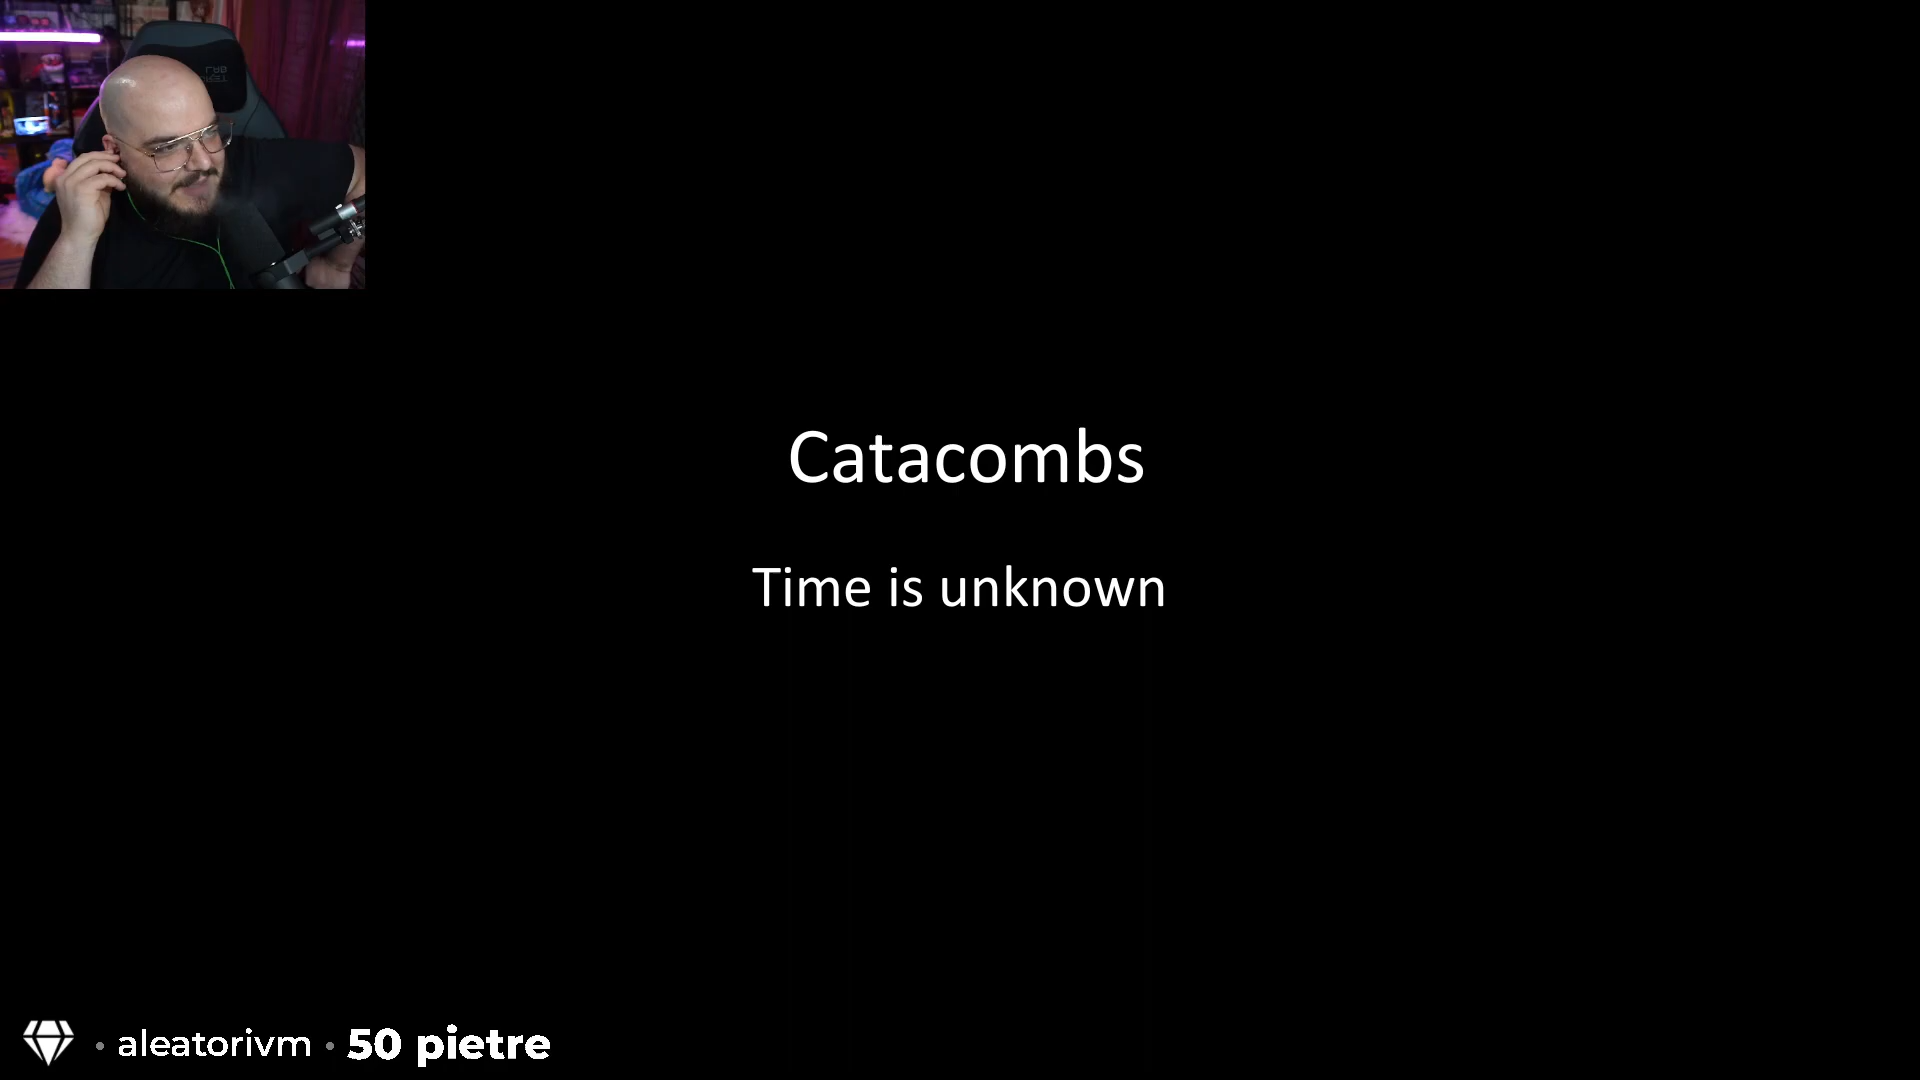 Catacombs
Time is unknown
• aleatorivm • 50 pietre